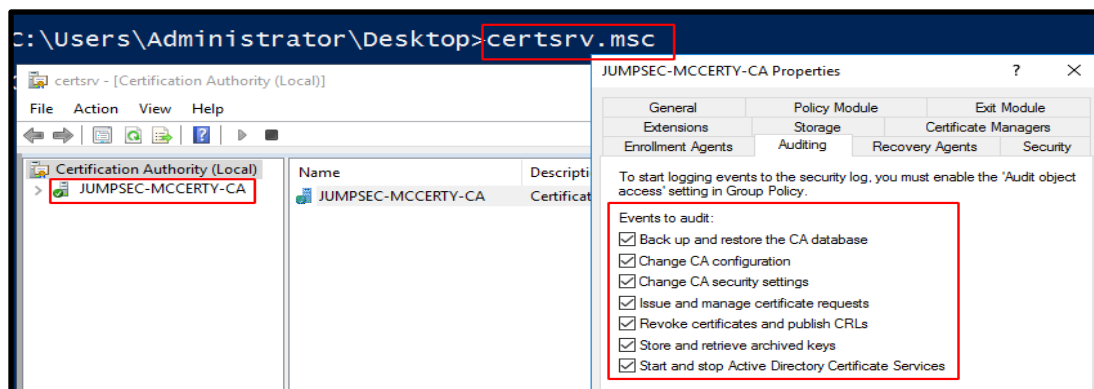 C:\Users\Administrator\Desktop>certsrv.msc
certsrv - [Certification Authority (Local)]
File Action View Help
Certification Authority (Local)
JUMPSEC-MCCERTY-CA
Name Descripti
JUMPSEC-MCCERTY-CA Certificat
JUMPSEC-MCCERTY-CA Properties ?
General Policy Module Exit Module
Extensions Storage Certificate Managers
Enrollment Agents Auditing Recovery Agents Security
To start logging events to the security log, you must enable the 'Audit object
access' setting in Group Policy.
Events to audit:
Back up and restore the CA database
Change CA configuration
Change CA security settings
Issue and manage certificate requests
Revoke certificates and publish CRLs
Store and retrieve archived keys
Start and stop Active Directory Certificate Services